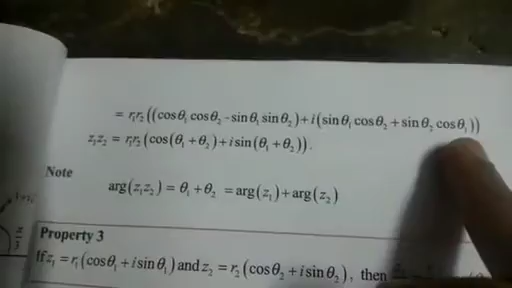 = r₁r₂((cosθ₁ cosθ₂ - sinθ₁ sinθ₂) + i(sinθ₁ cosθ₂ + sinθ₂ cosθ₁))
z₁z₂ = r₁r₂(cos(θ₁ + θ₂) + i sin(θ₁ + θ₂)).
Note
arg(z₁z₂) = θ₁ + θ₂ = arg(z₁) + arg(z₂)
π/3
Property 3
If z₁ = r₁(cosθ₁ + i sinθ₁) and z₂ = r₂(cosθ₂ + i sinθ₂), then